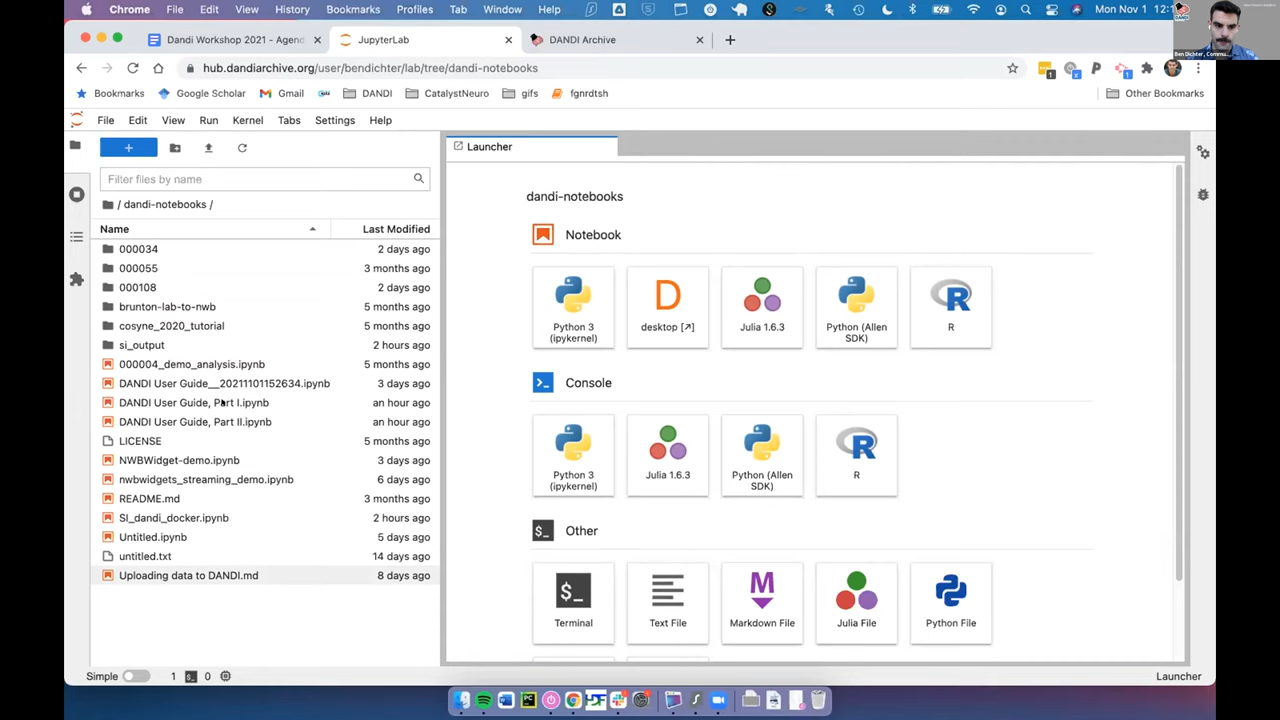 Chrome File Edit View History Bookmarks Profiles Tab Window Help
Mon Nov 1
Dandi Workshop 2021 - Agend
JupyterLab
DANDI Archive
hub.dandiarchive.org/user/bendichter/lab/tree/dandi-notebooks
Bookmarks Google Scholar Gmail DANDI CatalystNeuro gifs fgnrdtsh Other Bookmarks
File Edit View Run Kernel Tabs Settings Help
Launcher
Filter files by name
/ dandi-notebooks /
Name Last Modified
000034 2 days ago
000055 3 months ago
000108 2 days ago
brunton-lab-to-nwb 5 months ago
cosyne_2020_tutorial 5 months ago
si_output 2 hours ago
000004_demo_analysis.ipynb 5 months ago
DANDI User Guide__20211101152634.ipynb 3 days ago
DANDI User Guide, Part I.ipynb an hour ago
DANDI User Guide, Part II.ipynb an hour ago
LICENSE 5 months ago
NWBWidget-demo.ipynb 3 days ago
nwbwidgets_streaming_demo.ipynb 6 days ago
README.md 3 months ago
SI_dandi_docker.ipynb 2 hours ago
Untitled.ipynb 5 days ago
untitled.txt 14 days ago
Uploading data to DANDI.md 8 days ago
dandi-notebooks
Notebook
Python 3
(ipykernel)
desktop [↗]
Julia 1.6.3
Python (Allen
SDK)
R
Console
Python 3
(ipykernel)
Julia 1.6.3
Python (Allen
SDK)
R
Other
Terminal
Text File
Markdown File
Julia File
Python File
Simple 1 0
Launcher